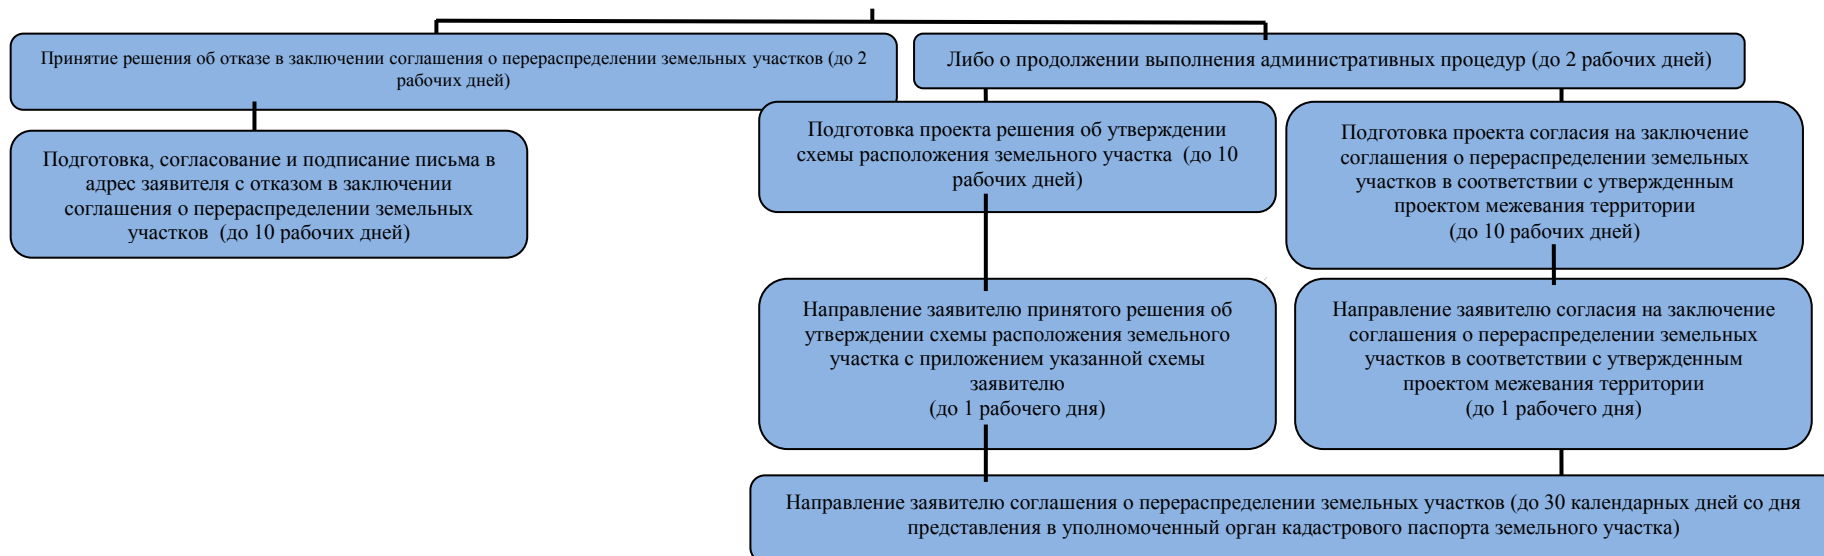 Принятие решения об отказе в заключении соглашения о перераспределении земельных участков (до 2
рабочих дней)
Либо о продолжении выполнения административных процедур (до 2 рабочих дней)
Подготовка, согласование и подписание письма в
адрес заявителя с отказом в заключении
соглашения о перераспределении земельных
участков  (до 10 рабочих дней)
Подготовка проекта решения об утверждении
схемы расположения земельного участка  (до 10
рабочих дней)
Подготовка проекта согласия на заключение
соглашения о перераспределении земельных
участков в соответствии с утвержденным
проектом межевания территории
(до 10 рабочих дней)
Направление заявителю принятого решения об
утверждении схемы расположения земельного
участка с приложением указанной схемы
заявителю
(до 1 рабочего дня)
Направление заявителю согласия на заключение
соглашения о перераспределении земельных
участков в соответствии с утвержденным
проектом межевания территории
(до 1 рабочего дня)
Направление заявителю соглашения о перераспределении земельных участков (до 30 календарных дней со дня
представления в уполномоченный орган кадастрового паспорта земельного участка)